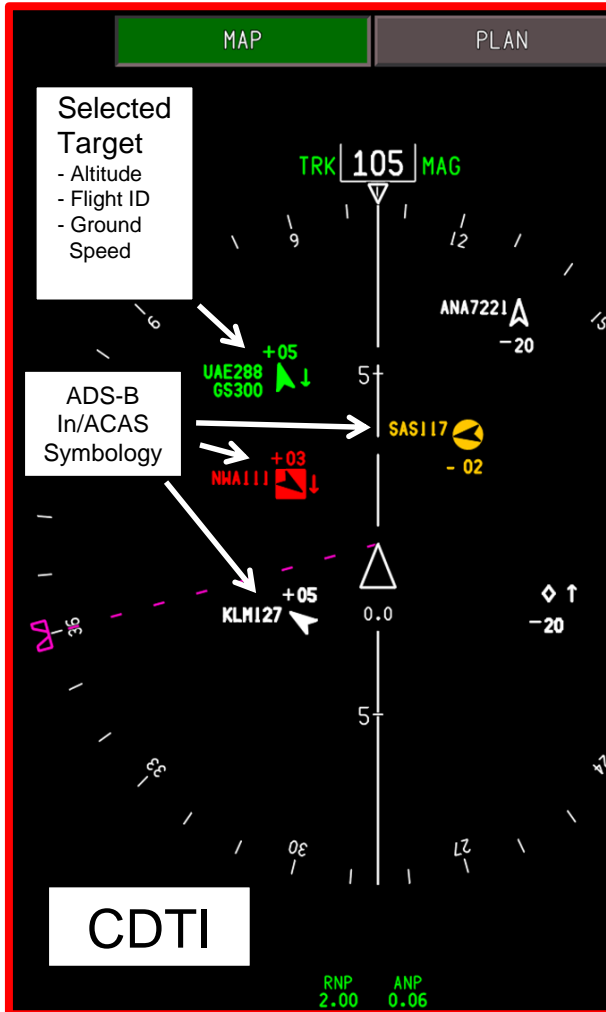 MAP
PLAN
Selected
Target
- Altitude
- Flight ID
- Ground
Speed
TRK 105 MAG
9
12
6
15
ANA7221
-20
+05
UAE288
GS300
5
ADS-B
In/ACAS
Symbology
SAS117
- 02
+03
NWA111
+05
KLM127
0.0
↑
-20
36
5
33
24
30
27
CDTI
RNP ANP
2.00 0.06